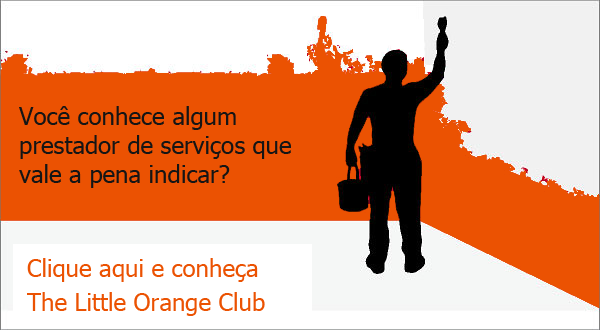 Você conhece algum
prestador de serviços que
vale a pena indicar?
Clique aqui e conheça
The Little Orange Club